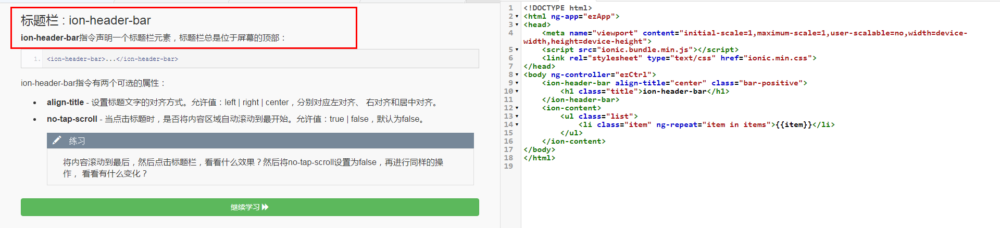 标题栏 : ion-header-bar
ion-header-bar指令声明一个标题栏元素，标题栏总是位于屏幕的顶部：
1. <ion-header-bar>...</ion-header-bar>
ion-header-bar指令有两个可选的属性：
align-title - 设置标题文字的对齐方式。允许值：left | right | center，分别对应左对齐、 右对齐和居中对齐。
no-tap-scroll - 当点击标题时，是否将内容区域自动滚动到最开始。允许值：true | false，默认为false。
练习
将内容滚动到最后，然后点击标题栏，看看什么效果？然后将no-tap-scroll设置为false，再进行同样的操
作， 看看有什么变化？
继续学习
1 <!DOCTYPE html>
2 <html ng-app="ezApp">
3 <head>
4 <meta name="viewport" content="initial-scale=1,maximum-scale=1,user-scalable=no,width=device-
width,height=device-height">
5 <script src="ionic.bundle.min.js"></script>
6 <link rel="stylesheet" type="text/css" href="ionic.min.css">
7 </head>
8 <body ng-controller="ezCtrl">
9 <ion-header-bar align-title="center" class="bar-positive">
10 <h1 class="title">ion-header-bar</h1>
11 </ion-header-bar>
12 <ion-content>
13 <ul class="list">
14 <li class="item" ng-repeat="item in items">{{item}}</li>
15 </ul>
16 </ion-content>
17 </body>
18 </html>
19